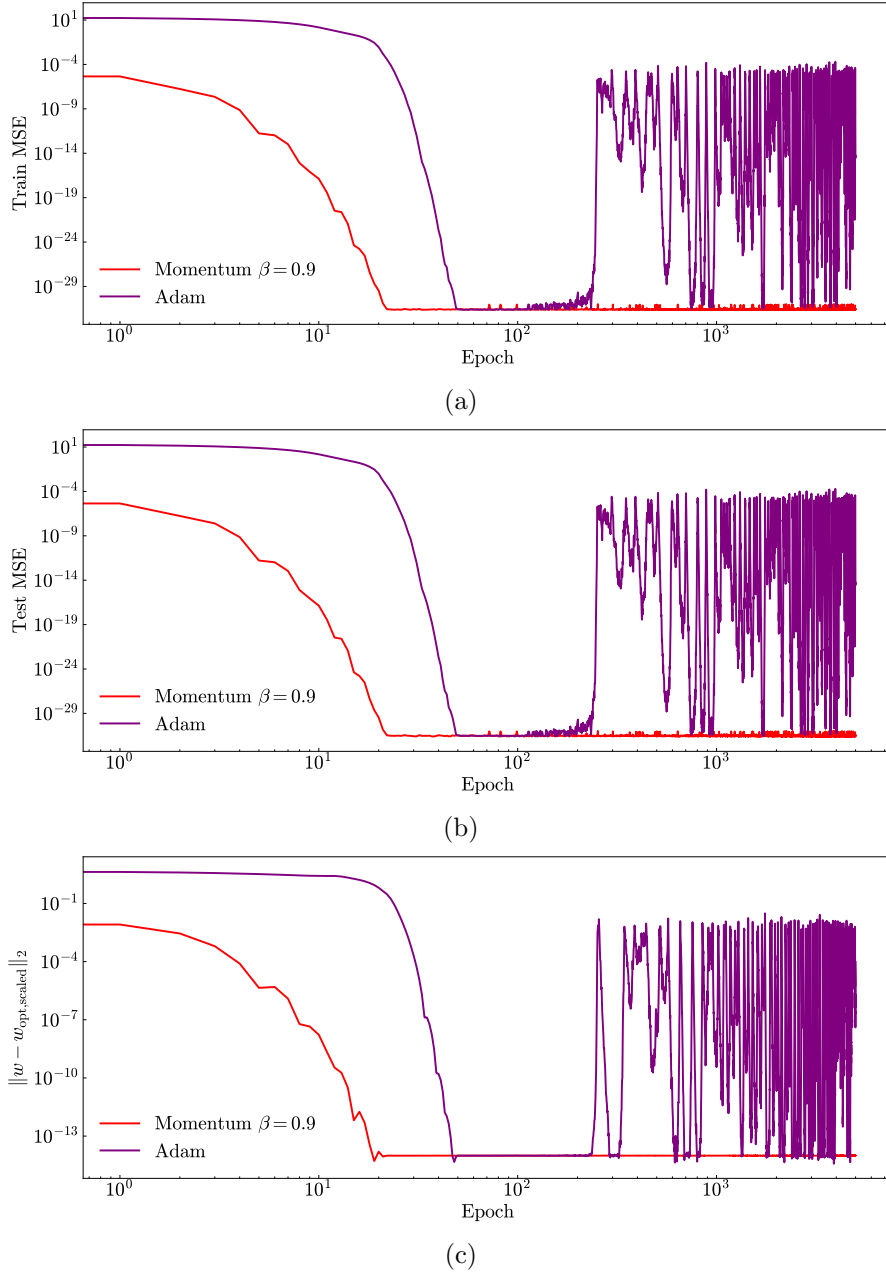 10^1
10^-4
10^-9
10^-14
10^-19
10^-24
10^-29
Train MSE
Momentum β = 0.9
Adam
10^0 10^1 10^2 10^3
Epoch
(a)
10^1
10^-4
10^-9
10^-14
10^-19
10^-24
10^-29
Test MSE
Momentum β = 0.9
Adam
10^0 10^1 10^2 10^3
Epoch
(b)
10^-1
10^-4
10^-7
10^-10
10^-13
||w − w_opt,scaled||_2
Momentum β = 0.9
Adam
10^0 10^1 10^2 10^3
Epoch
(c)